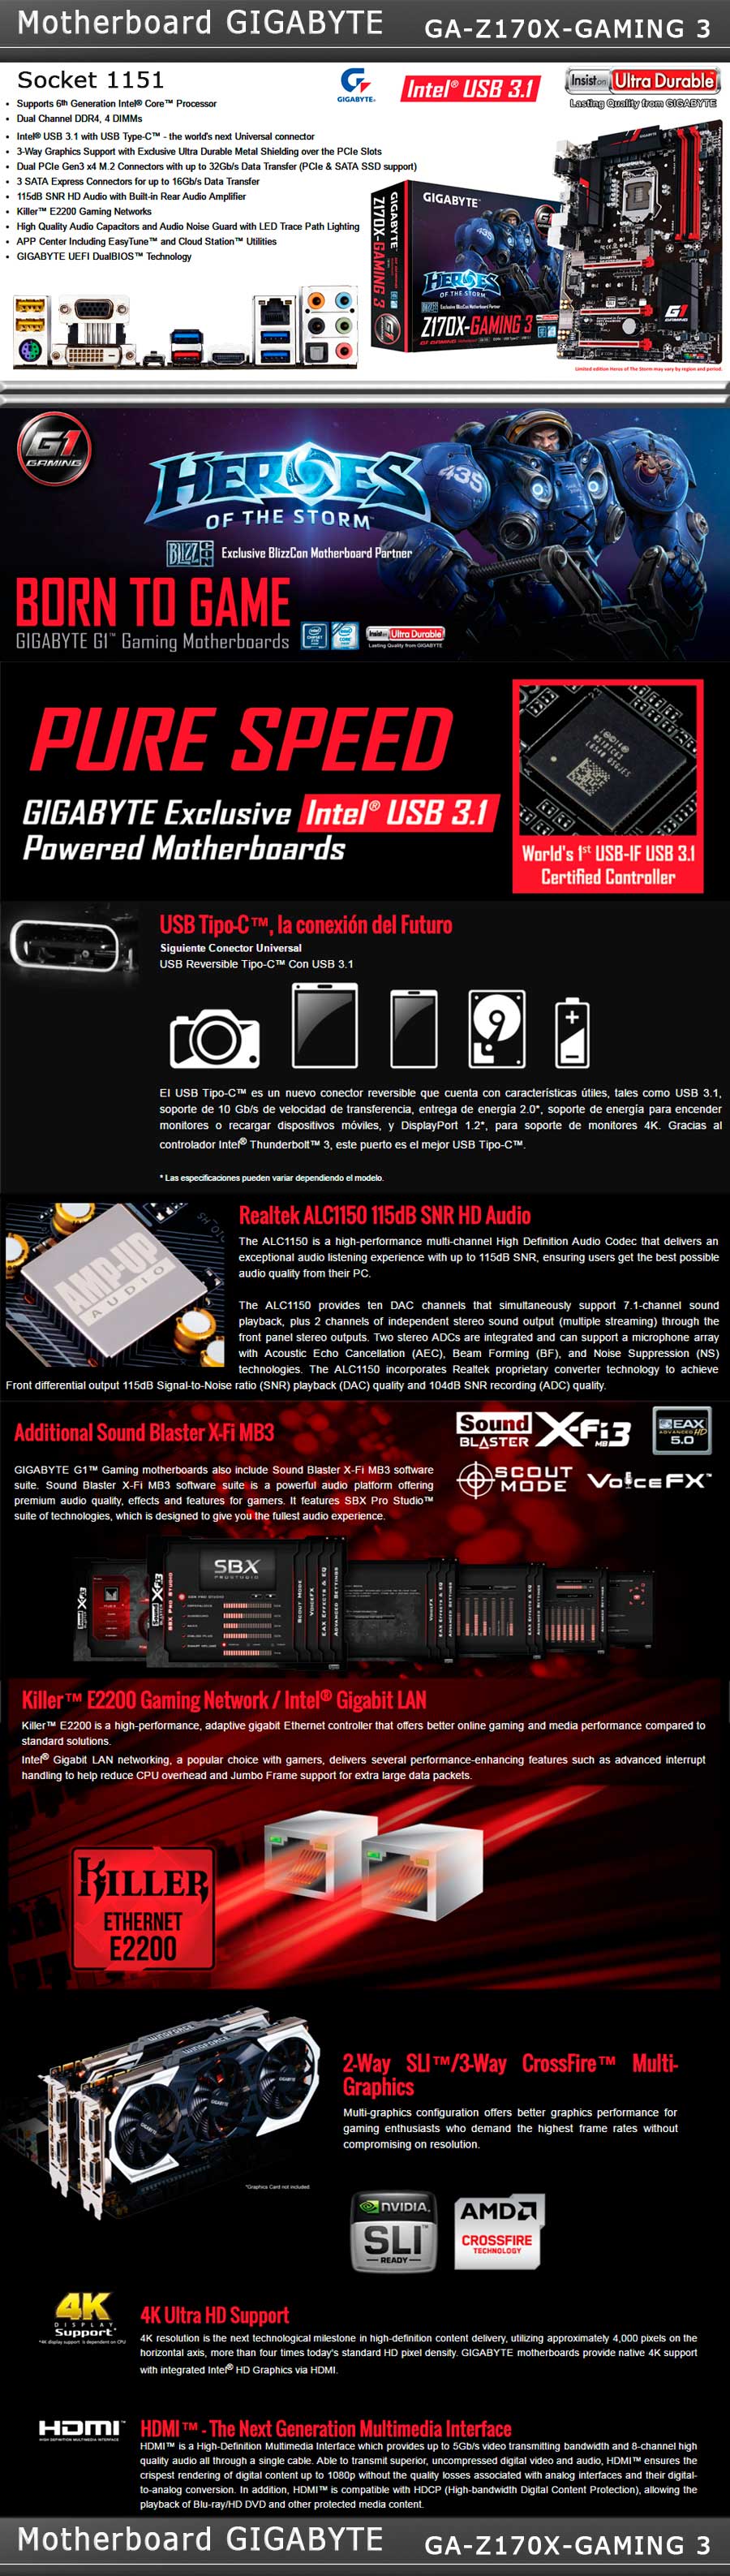 Motherboard GIGABYTE GA-Z170X-GAMING 3
Socket 1151
GIGABYTE™
Intel® USB 3.1
Insist on Ultra Durable™
Lasting Quality from GIGABYTE
• Supports 6th Generation Intel® Core™ Processor
• Dual Channel DDR4, 4 DIMMs
• Intel® USB 3.1 with USB Type-C™ - the world's next Universal connector
• 3-Way Graphics Support with Exclusive Ultra Durable Metal Shielding over the PCIe Slots
• Dual PCIe Gen3 x4 M.2 Connectors with up to 32Gb/s Data Transfer (PCIe & SATA SSD support)
• 3 SATA Express Connectors for up to 16Gb/s Data Transfer
• 115dB SNR HD Audio with Built-in Rear Audio Amplifier
• Killer™ E2200 Gaming Networks
• High Quality Audio Capacitors and Audio Noise Guard with LED Trace Path Lighting
• APP Center Including EasyTune™ and Cloud Station™ Utilities
• GIGABYTE UEFI DualBIOS™ Technology
GIGABYTE
Z170X-GAMING 3
GIGABYTE
HEROES
OF THE STORM
Exclusive BlizzCon Motherboard Partner
Z170X-GAMING 3
G1
GAMING
Limited edition Heros of The Storm may vary by region and period.
G1
GAMING
HEROES
OF THE STORM™
435
BLIZZCON
Exclusive BlizzCon Motherboard Partner
BORN TO GAME
GIGABYTE G1™ Gaming Motherboards
Insist on Ultra Durable™
Lasting Quality from GIGABYTE
PURE SPEED
GIGABYTE Exclusive Intel® USB 3.1
Powered Motherboards
World's 1st USB-IF USB 3.1
Certified Controller
USB Tipo-C™, la conexión del Futuro
Siguiente Conector Universal
USB Reversible Tipo-C™ Con USB 3.1
El USB Tipo-C™ es un nuevo conector reversible que cuenta con características útiles, tales como USB 3.1,
soporte de 10 Gb/s de velocidad de transferencia, entrega de energía 2.0*, soporte de energía para encender
monitores o recargar dispositivos móviles, y DisplayPort 1.2*, para soporte de monitores 4K. Gracias al
controlador Intel® Thunderbolt™ 3, este puerto es el mejor USB Tipo-C™.
* Las especificaciones pueden variar dependiendo el modelo.
AMP-UP
AUDIO
Realtek ALC1150 115dB SNR HD Audio
The ALC1150 is a high-performance multi-channel High Definition Audio Codec that delivers an
exceptional audio listening experience with up to 115dB SNR, ensuring users get the best possible
audio quality from their PC.
The ALC1150 provides ten DAC channels that simultaneously support 7.1-channel sound
playback, plus 2 channels of independent stereo sound output (multiple streaming) through the
front panel stereo outputs. Two stereo ADCs are integrated and can support a microphone array
with Acoustic Echo Cancellation (AEC), Beam Forming (BF), and Noise Suppression (NS)
technologies. The ALC1150 incorporates Realtek proprietary converter technology to achieve
Front differential output 115dB Signal-to-Noise ratio (SNR) playback (DAC) quality and 104dB SNR recording (ADC) quality.
Additional Sound Blaster X-Fi MB3
Sound BLASTER X-Fi MB3
EAX ADVANCED HD 5.0
SCOUT MODE
VoiceFX™
GIGABYTE G1™ Gaming motherboards also include Sound Blaster X-Fi MB3 software
suite. Sound Blaster X-Fi MB3 software suite is a powerful audio platform offering
premium audio quality, effects and features for gamers. It features SBX Pro Studio™
suite of technologies, which is designed to give you the fullest audio experience.
SBX
PRO STUDIO
Killer™ E2200 Gaming Network / Intel® Gigabit LAN
Killer™ E2200 is a high-performance, adaptive gigabit Ethernet controller that offers better online gaming and media performance compared to
standard solutions.
Intel® Gigabit LAN networking, a popular choice with gamers, delivers several performance-enhancing features such as advanced interrupt
handling to help reduce CPU overhead and Jumbo Frame support for extra large data packets.
KILLER
ETHERNET
E2200
2-Way SLI™/3-Way CrossFire™ Multi-
Graphics
Multi-graphics configuration offers better graphics performance for
gaming enthusiasts who demand the highest frame rates without
compromising on resolution.
*Graphics Card not included
NVIDIA.
SLI™
READY
AMD
CROSSFIRE
TECHNOLOGY
4K
DISPLAY
Support*
*4K display support is dependent on CPU
4K Ultra HD Support
4K resolution is the next technological milestone in high-definition content delivery, utilizing approximately 4,000 pixels on the
horizontal axis, more than four times today's standard HD pixel density. GIGABYTE motherboards provide native 4K support
with integrated Intel® HD Graphics via HDMI.
HDMI™
HIGH-DEFINITION MULTIMEDIA INTERFACE
HDMI™ - The Next Generation Multimedia Interface
HDMI™ is a High-Definition Multimedia Interface which provides up to 5Gb/s video transmitting bandwidth and 8-channel high
quality audio all through a single cable. Able to transmit superior, uncompressed digital video and audio, HDMI™ ensures the
crispest rendering of digital content up to 1080p without the quality losses associated with analog interfaces and their digital-
to-analog conversion. In addition, HDMI™ is compatible with HDCP (High-bandwidth Digital Content Protection), allowing the
playback of Blu-ray/HD DVD and other protected media content.
Motherboard GIGABYTE GA-Z170X-GAMING 3